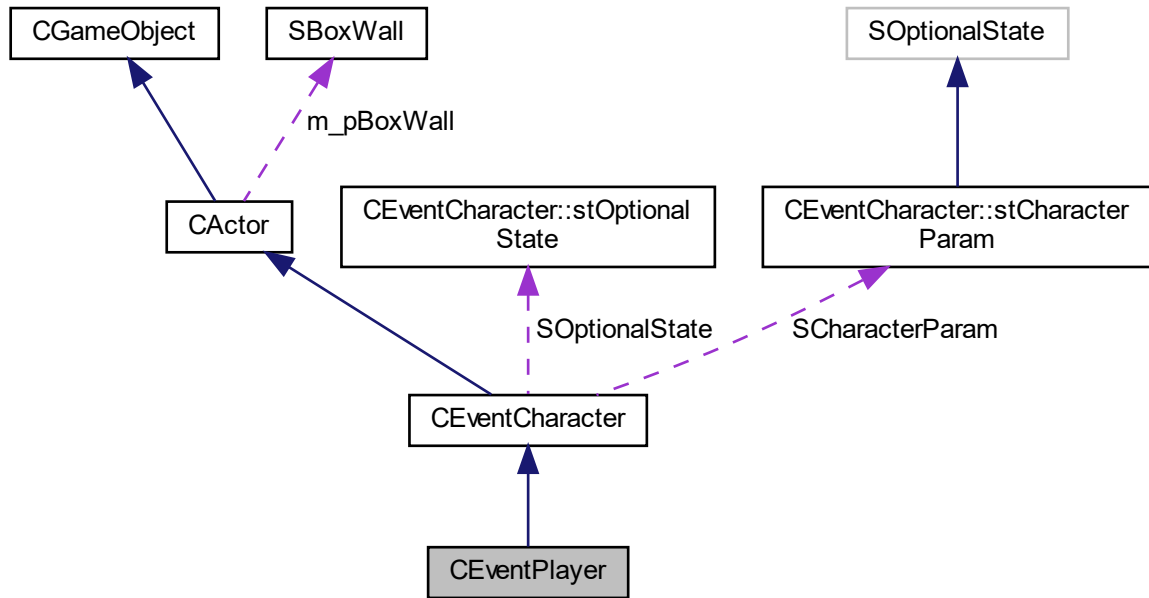 CGameObject
SBoxWall
SOptionalState
m_pBoxWall
CActor
CEventCharacter::stOptional
State
CEventCharacter::stCharacter
Param
SOptionalState
SCharacterParam
CEventCharacter
CEventPlayer